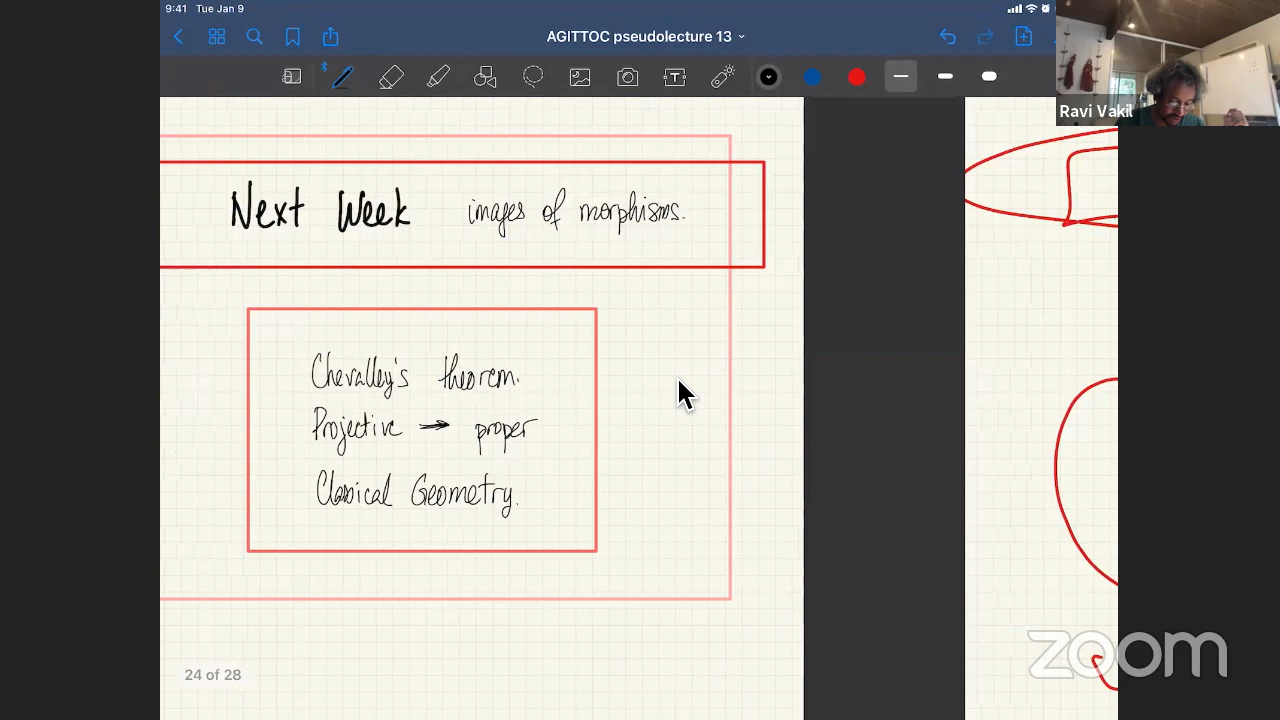 9:41 Tue Jan 9
AGITTOC pseudolecture 13
Ravi Vakil
Next Week images of morphisms.
Chevalley's theorem.
Projective → proper
Classical Geometry.
24 of 28
zoom